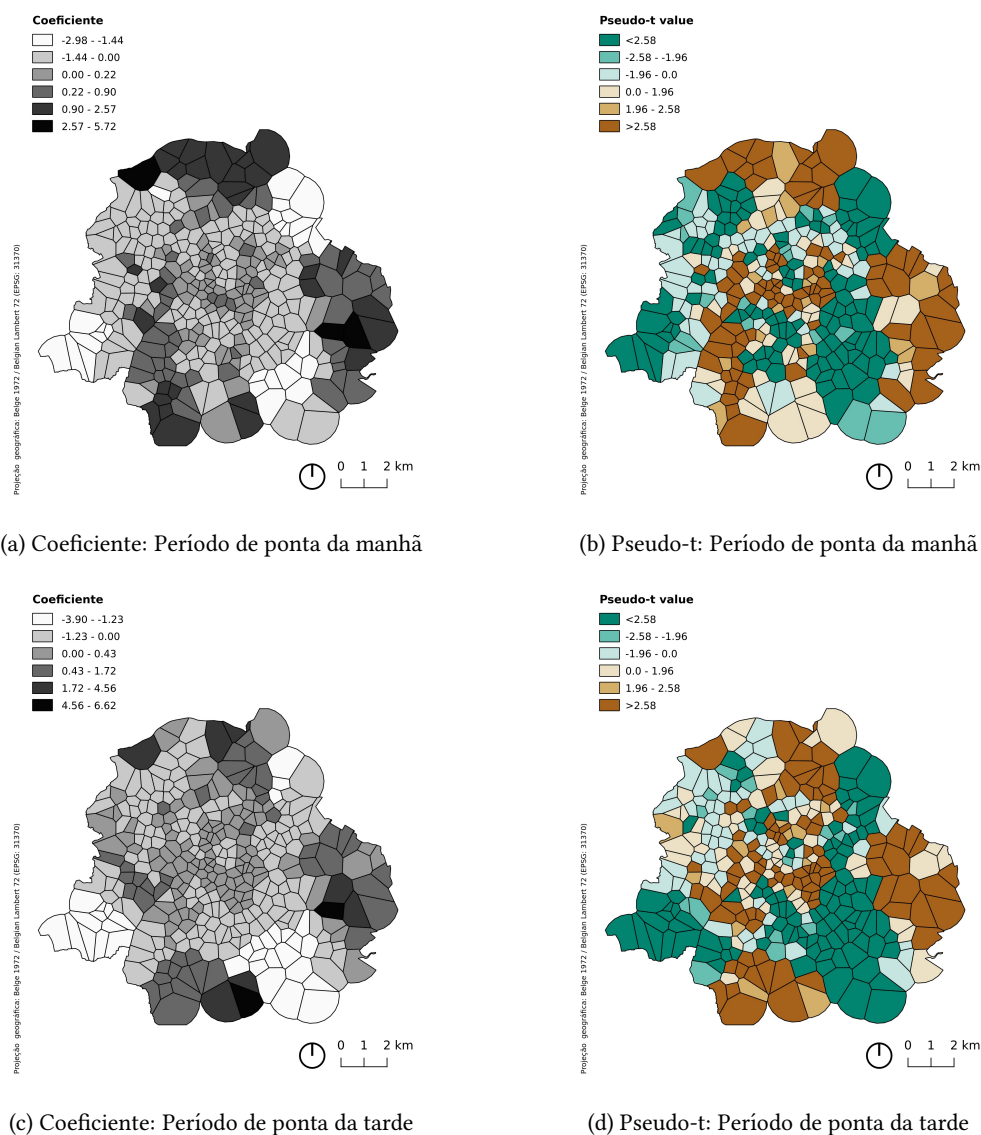 Coeficiente
-2.98 - -1.44
-1.44 - 0.00
0.00 - 0.22
0.22 - 0.90
0.90 - 2.57
2.57 - 5.72
Projeção geográfica: Belge 1972 / Belgian Lambert 72 (EPSG: 31370)
0 1 2 km
Pseudo-t value
<2.58
-2.58 - -1.96
-1.96 - 0.0
0.0 - 1.96
1.96 - 2.58
>2.58
Projeção geográfica: Belge 1972 / Belgian Lambert 72 (EPSG: 31370)
0 1 2 km
(a) Coeficiente: Período de ponta da manhã
(b) Pseudo-t: Período de ponta da manhã
Coeficiente
-3.90 - -1.23
-1.23 - 0.00
0.00 - 0.43
0.43 - 1.72
1.72 - 4.56
4.56 - 6.62
Projeção geográfica: Belge 1972 / Belgian Lambert 72 (EPSG: 31370)
0 1 2 km
Pseudo-t value
<2.58
-2.58 - -1.96
-1.96 - 0.0
0.0 - 1.96
1.96 - 2.58
>2.58
Projeção geográfica: Belge 1972 / Belgian Lambert 72 (EPSG: 31370)
0 1 2 km
(c) Coeficiente: Período de ponta da tarde
(d) Pseudo-t: Período de ponta da tarde